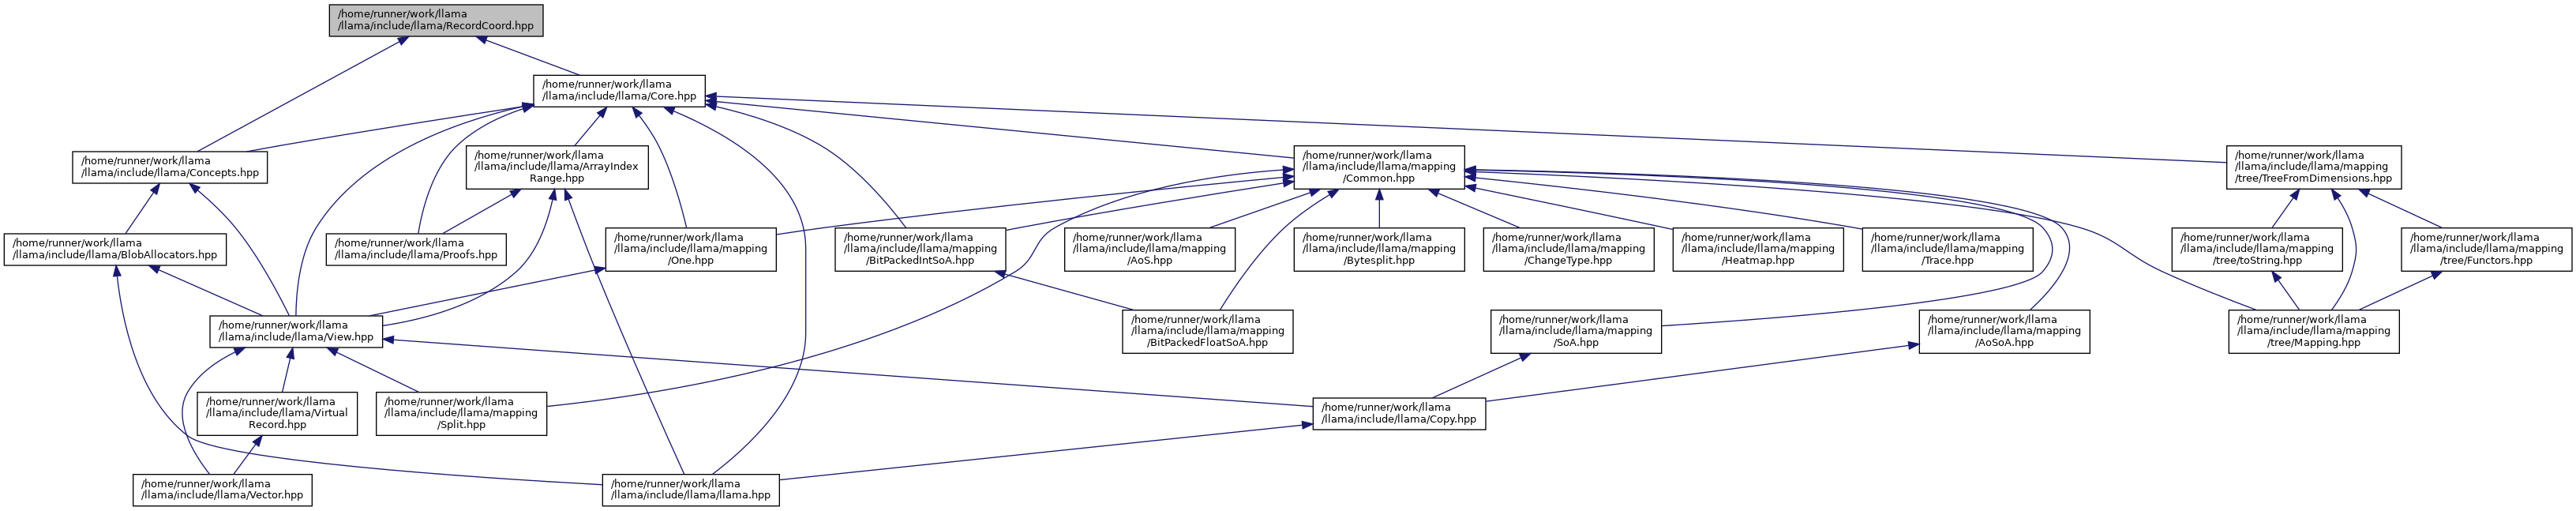 /home/runner/work/llama
/llama/include/llama/RecordCoord.hpp
/home/runner/work/llama
/llama/include/llama/Core.hpp
/home/runner/work/llama
/llama/include/llama/Concepts.hpp
/home/runner/work/llama
/llama/include/llama/ArrayIndex
Range.hpp
/home/runner/work/llama
/llama/include/llama/mapping
/Common.hpp
/home/runner/work/llama
/llama/include/llama/mapping
/tree/TreeFromDimensions.hpp
/home/runner/work/llama
/llama/include/llama/BlobAllocators.hpp
/home/runner/work/llama
/llama/include/llama/Proofs.hpp
/home/runner/work/llama
/llama/include/llama/mapping
/One.hpp
/home/runner/work/llama
/llama/include/llama/mapping
/BitPackedIntSoA.hpp
/home/runner/work/llama
/llama/include/llama/mapping
/AoS.hpp
/home/runner/work/llama
/llama/include/llama/mapping
/Bytesplit.hpp
/home/runner/work/llama
/llama/include/llama/mapping
/ChangeType.hpp
/home/runner/work/llama
/llama/include/llama/mapping
/Heatmap.hpp
/home/runner/work/llama
/llama/include/llama/mapping
/Trace.hpp
/home/runner/work/llama
/llama/include/llama/mapping
/tree/toString.hpp
/home/runner/work/llama
/llama/include/llama/mapping
/tree/Functors.hpp
/home/runner/work/llama
/llama/include/llama/View.hpp
/home/runner/work/llama
/llama/include/llama/mapping
/BitPackedFloatSoA.hpp
/home/runner/work/llama
/llama/include/llama/mapping
/SoA.hpp
/home/runner/work/llama
/llama/include/llama/mapping
/AoSoA.hpp
/home/runner/work/llama
/llama/include/llama/mapping
/tree/Mapping.hpp
/home/runner/work/llama
/llama/include/llama/Virtual
Record.hpp
/home/runner/work/llama
/llama/include/llama/mapping
/Split.hpp
/home/runner/work/llama
/llama/include/llama/Copy.hpp
/home/runner/work/llama
/llama/include/llama/Vector.hpp
/home/runner/work/llama
/llama/include/llama/llama.hpp